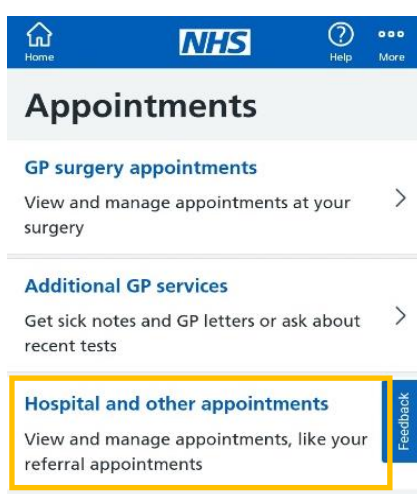 NHS
Home
Help
More
Appointments
GP surgery appointments
View and manage appointments at your
surgery
Additional GP services
Get sick notes and GP letters or ask about
recent tests
Hospital and other appointments
View and manage appointments, like your
referral appointments
Feedback